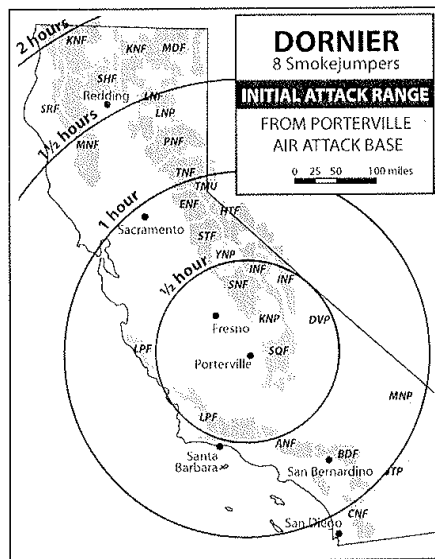 DORNIER
8 Smokejumpers
INITIAL ATTACK RANGE
FROM PORTERVILLE
AIR ATTACK BASE
0 25 50 100 miles
2 hours
KNF
KNF
MDF
SHF
Redding
LNF
SRF
LNP
1½ hours
MNF
PNF
TNF
TMU
1 hour
ENF
HTF
Sacramento
STF
YNP
½ hour
INF
SNF
INF
Fresno
KNP
DVP
LPF
SQF
Porterville
MNP
LPF
ANF
Santa
Barbara
BDF
San Bernardino
CNF
San Diego